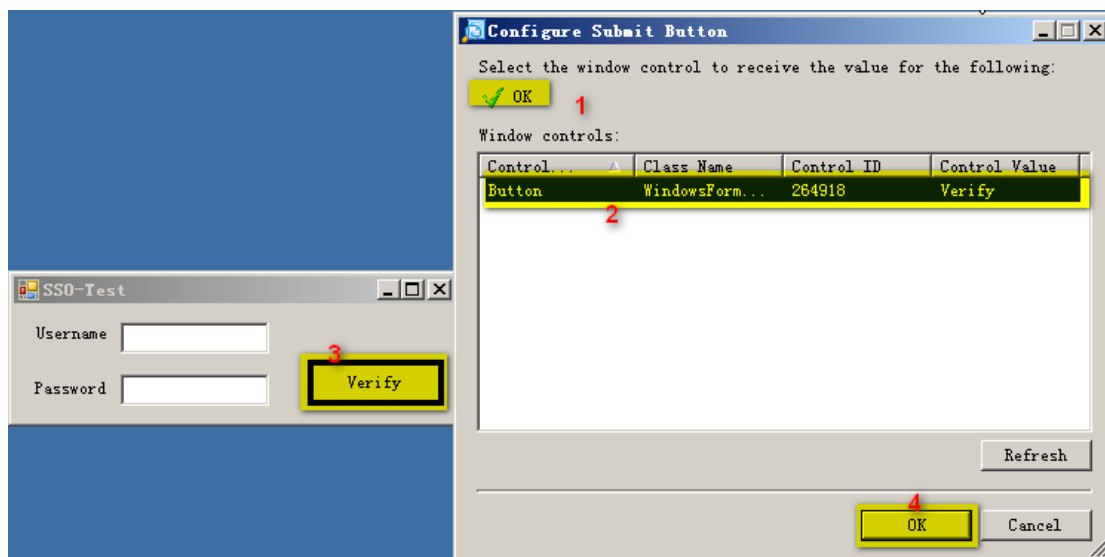 Configure Submit Button
Select the window control to receive the value for the following:
OK
1
Window controls:
Control... Class Name Control ID Control Value
Button WindowsForm... 264918 Verify
2
SSO-Test
Username
3
Verify
Password
Refresh
4
OK Cancel